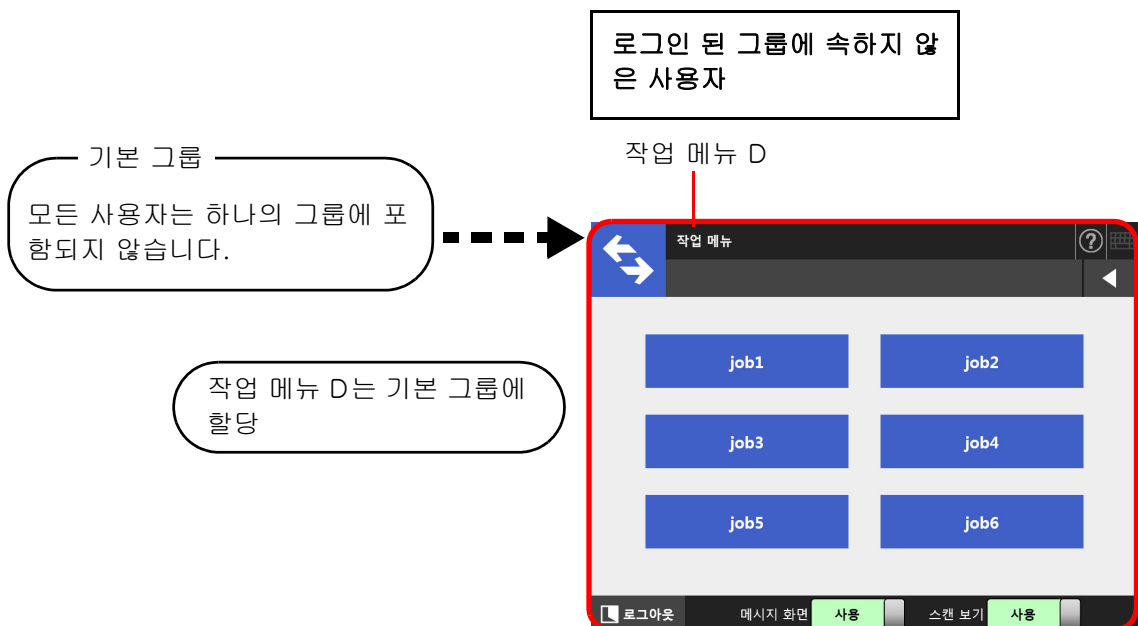 로그인 된 그룹에 속하지 않
은 사용자
작업 메뉴 D
기본 그룹
모든 사용자는 하나의 그룹에 포
함되지 않습니다.
작업 메뉴
?
job1
job2
작업 메뉴 D는 기본 그룹에
할당
job3
job4
job5
job6
로그아웃
메시지 화면
사용
스캔 보기
사용